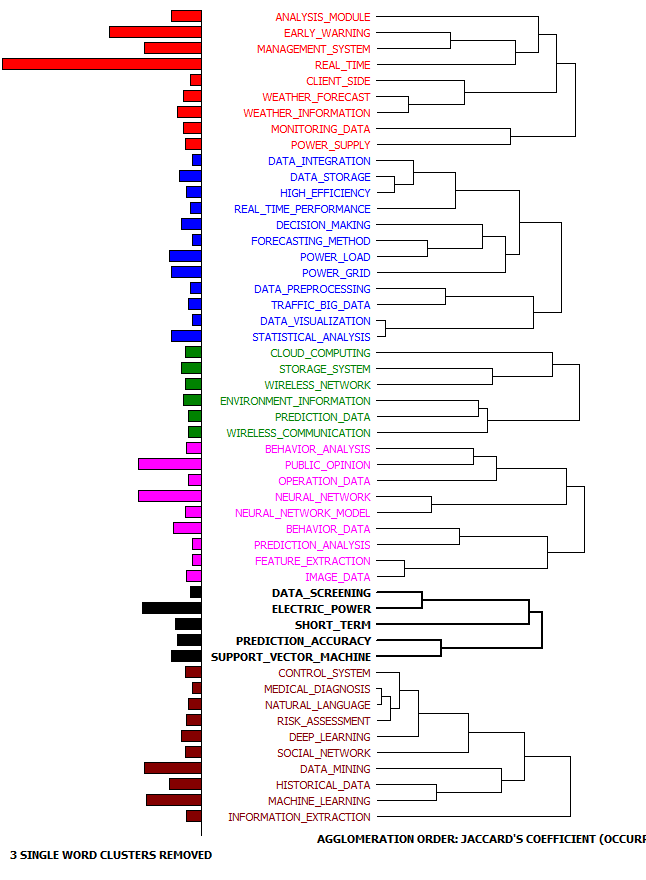 ANALYSIS_MODULE
EARLY_WARNING
MANAGEMENT_SYSTEM
REAL_TIME
CLIENT_SIDE
WEATHER_FORECAST
WEATHER_INFORMATION
MONITORING_DATA
POWER_SUPPLY
DATA_INTEGRATION
DATA_STORAGE
HIGH_EFFICIENCY
REAL_TIME_PERFORMANCE
DECISION_MAKING
FORECASTING_METHOD
POWER_LOAD
POWER_GRID
DATA_PREPROCESSING
TRAFFIC_BIG_DATA
DATA_VISUALIZATION
STATISTICAL_ANALYSIS
CLOUD_COMPUTING
STORAGE_SYSTEM
WIRELESS_NETWORK
ENVIRONMENT_INFORMATION
PREDICTION_DATA
WIRELESS_COMMUNICATION
BEHAVIOR_ANALYSIS
PUBLIC_OPINION
OPERATION_DATA
NEURAL_NETWORK
NEURAL_NETWORK_MODEL
BEHAVIOR_DATA
PREDICTION_ANALYSIS
FEATURE_EXTRACTION
IMAGE_DATA
DATA_SCREENING
ELECTRIC_POWER
SHORT_TERM
PREDICTION_ACCURACY
SUPPORT_VECTOR_MACHINE
CONTROL_SYSTEM
MEDICAL_DIAGNOSIS
NATURAL_LANGUAGE
RISK_ASSESSMENT
DEEP_LEARNING
SOCIAL_NETWORK
DATA_MINING
HISTORICAL_DATA
MACHINE_LEARNING
INFORMATION_EXTRACTION
AGGLOMERATION ORDER: JACCARD'S COEFFICIENT (OCCURR
3 SINGLE WORD CLUSTERS REMOVED